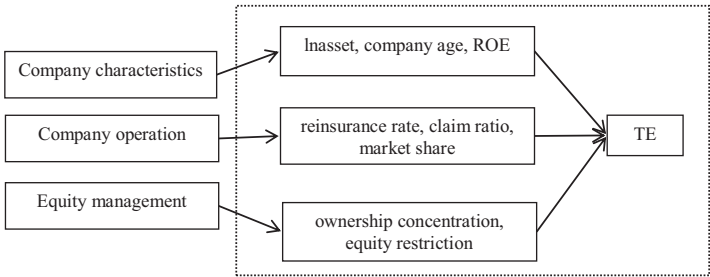 Company characteristics
lnasset, company age, ROE
Company operation
reinsurance rate, claim ratio,
market share
TE
Equity management
ownership concentration,
equity restriction